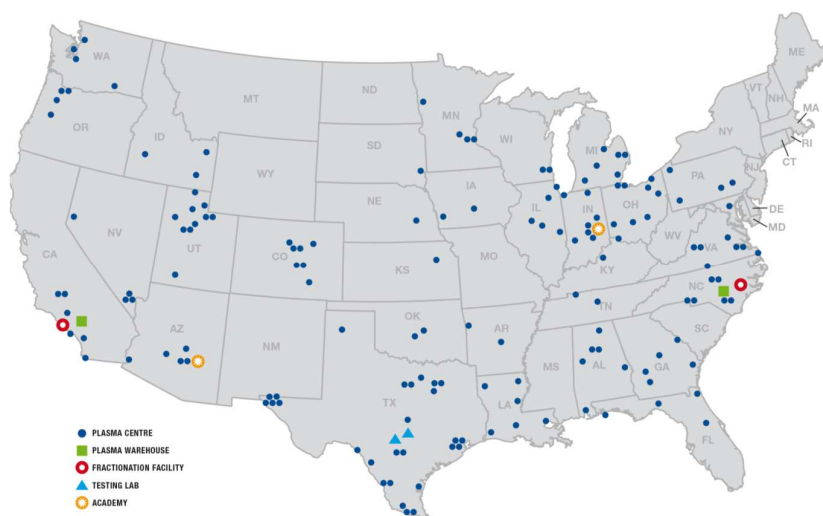 WA
ME
MT
ND
VT
NH
MN
MA
OR
WI
NY
ID
SD
MI
RI
CT
WY
PA
NJ
IA
NE
OH
DE
IL
IN
MD
NV
UT
WV
VA
CO
CA
KS
MO
KY
NC
TN
OK
AZ
NM
AR
SC
MS
AL
GA
TX
LA
FL
PLASMA CENTRE
PLASMA WAREHOUSE
FRACTIONATION FACILITY
TESTING LAB
ACADEMY